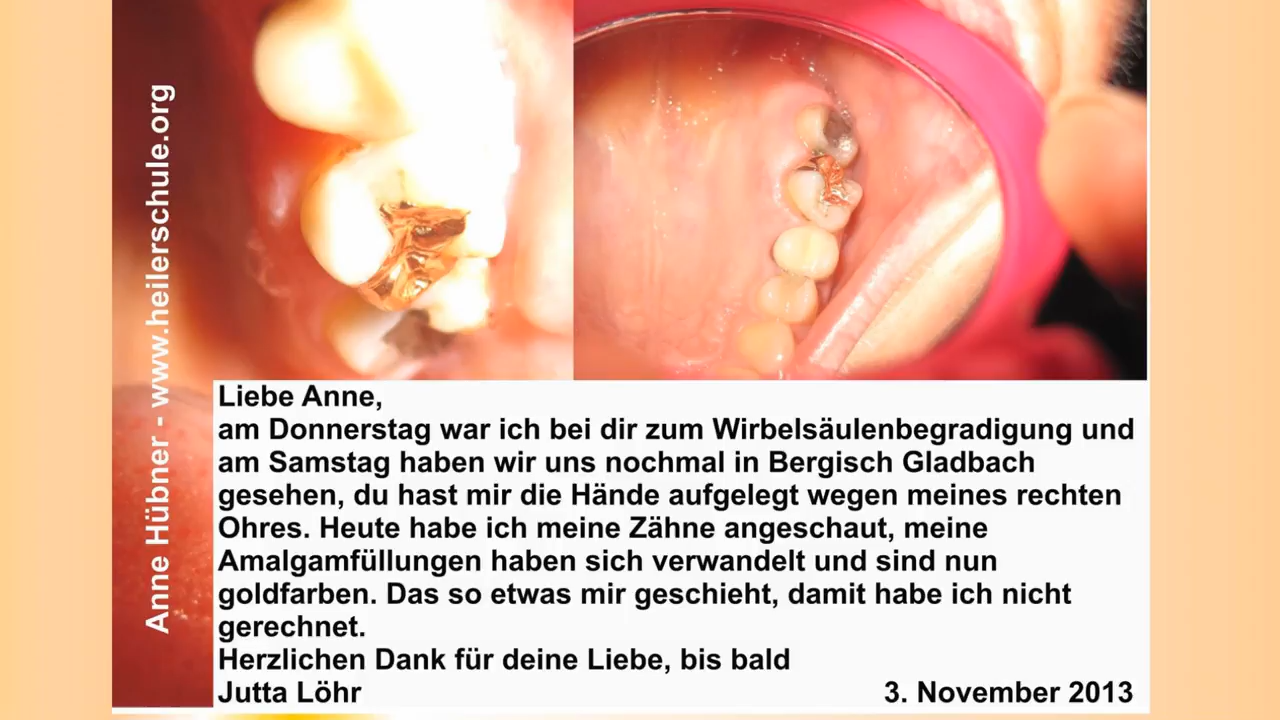 Anne Hübner - www.heilerschule.org
Liebe Anne,
am Donnerstag war ich bei dir zum Wirbelsäulenbegradigung und
am Samstag haben wir uns nochmal in Bergisch Gladbach
gesehen, du hast mir die Hände aufgelegt wegen meines rechten
Ohres. Heute habe ich meine Zähne angeschaut, meine
Amalgamfüllungen haben sich verwandelt und sind nun
goldfarben. Das so etwas mir geschieht, damit habe ich nicht
gerechnet.
Herzlichen Dank für deine Liebe, bis bald
Jutta Löhr 3. November 2013